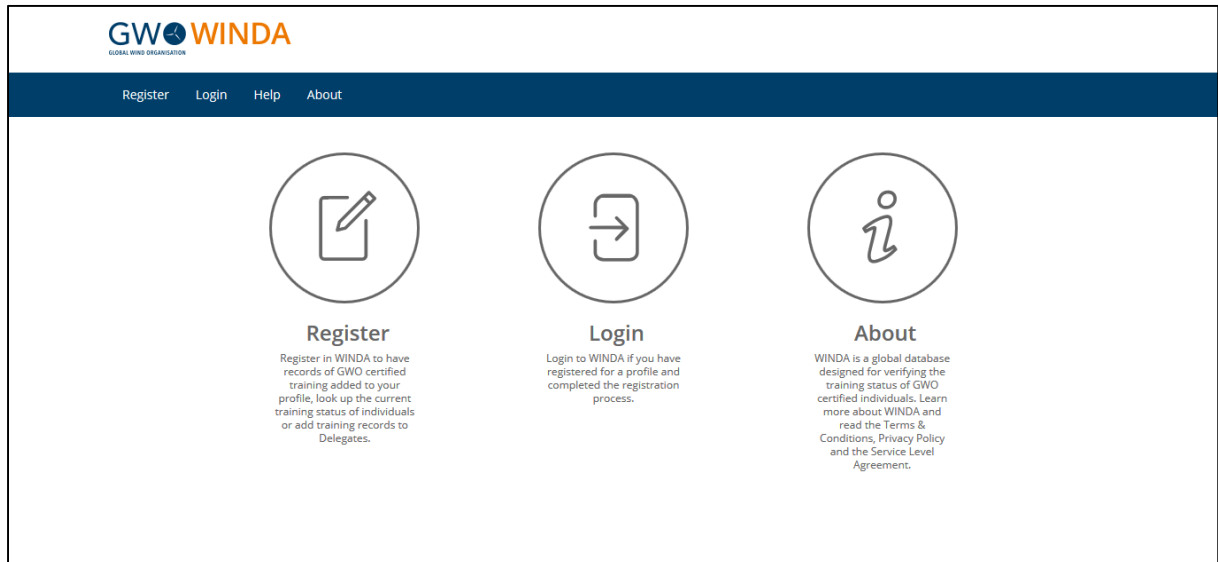 GWO WINDA
GLOBAL WIND ORGANISATION
Register Login Help About
Register
Register in WINDA to have
records of GWO certified
training added to your
profile, look up the current
training status of individuals
or add training records to
Delegates.
Login
Login to WINDA if you have
registered for a profile and
completed the registration
process.
About
WINDA is a global database
designed for verifying the
training status of GWO
certified individuals. Learn
more about WINDA and
read the Terms &
Conditions, Privacy Policy
and the Service Level
Agreement.